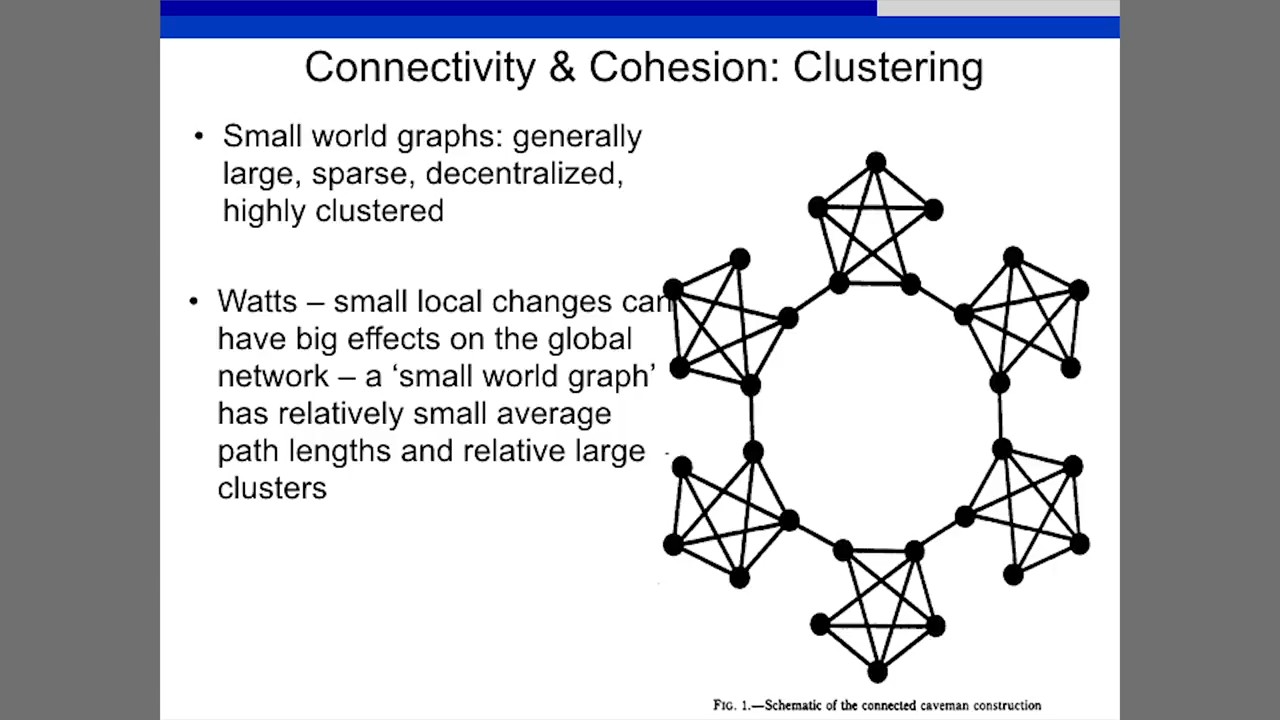 Connectivity & Cohesion: Clustering
• Small world graphs: generally
large, sparse, decentralized,
highly clustered
• Watts – small local changes can
have big effects on the global
network – a ‘small world graph’
has relatively small average
path lengths and relative large
clusters
FIG. 1.—Schematic of the connected caveman construction